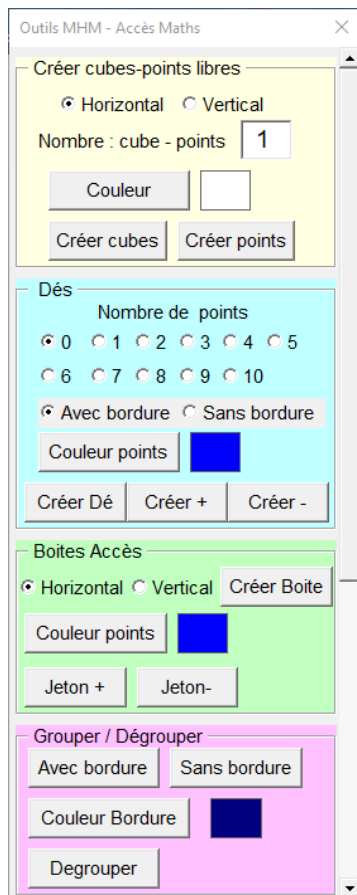 Outils MHM - Accès Maths
Créer cubes-points libres
Horizontal Vertical
Nombre : cube - points 1
Couleur
Créer cubes Créer points
Dés
Nombre de points
0 1 2 3 4 5
6 7 8 9 10
Avec bordure Sans bordure
Couleur points
Créer Dé Créer + Créer -
Boites Accès
Horizontal Vertical Créer Boite
Couleur points
Jeton + Jeton-
Grouper / Dégrouper
Avec bordure Sans bordure
Couleur Bordure
Degrouper